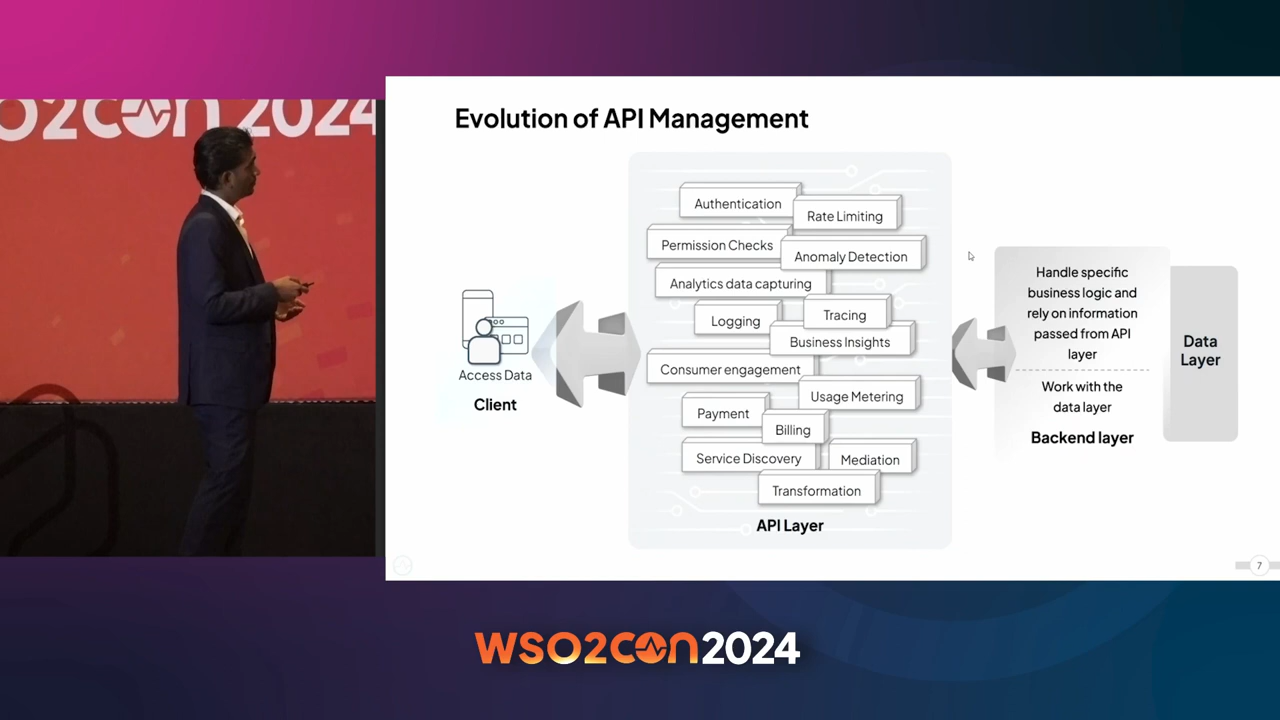 SO2CON 2024
Evolution of API Management
Authentication
Rate Limiting
Permission Checks
Anomaly Detection
Analytics data capturing
Logging
Tracing
Business Insights
Consumer engagement
Usage Metering
Payment
Billing
Service Discovery
Mediation
Transformation
API Layer
Access Data
Client
Handle specific
business logic and
rely on information
passed from API
layer
Work with the
data layer
Backend layer
Data
Layer
7
WSO2CON2024